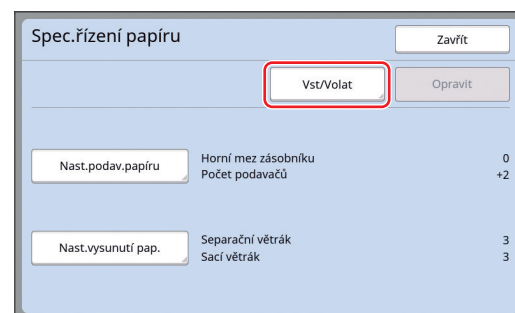 Spec.řízení papíru
Zavřít
Vst/Volat
Opravit
Nast.podav.papíru
Horní mez zásobníku 0
Počet podavačů +2
Nast.vysunutí pap.
Separační větrák 3
Sací větrák 3